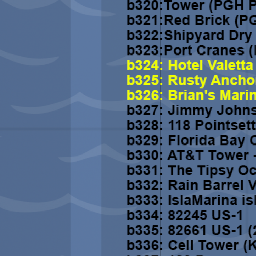 b320:Tower (PGH
b321:Red Brick (PG
b322:Shipyard Dry
b323:Port Cranes
b324: Hotel Valetta
b325: Rusty Ancho
b326: Brian's Marin
b327: Jimmy Johns
b328: 118 Pointsett
b329: Florida Bay C
b330: AT&T Tower -
b331: The Tipsy Oc
b332: Rain Barrel V
b333: IslaMarina isl
b334: 82245 US-1
b335: 82661 US-1 (2
b336: Cell Tower (K